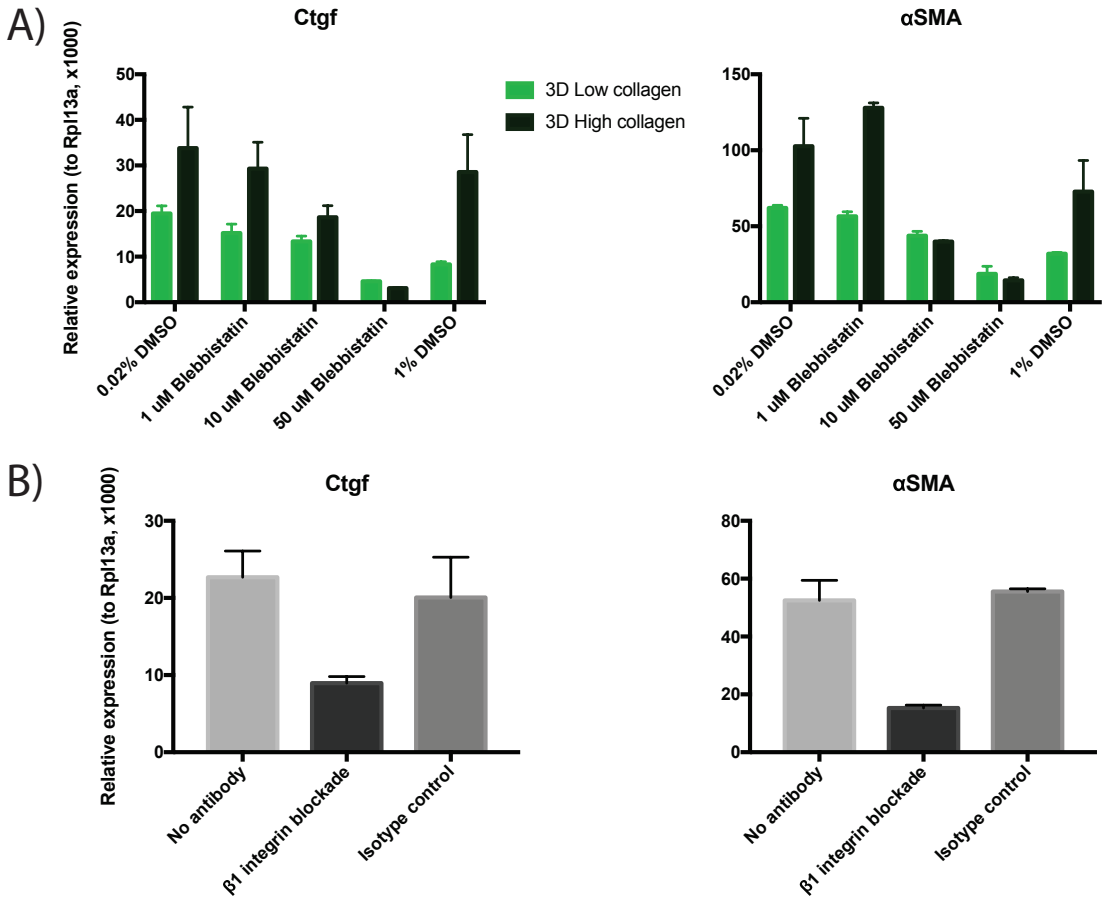 A)
Ctgf
αSMA
Relative expression (to Rpl13a, x1000)
50
40
30
20
10
0
3D Low collagen
3D High collagen
150
100
50
0
0.02% DMSO
1 uM Blebbistatin
10 uM Blebbistatin
50 uM Blebbistatin
1% DMSO
0.02% DMSO
1 uM Blebbistatin
10 uM Blebbistatin
50 uM Blebbistatin
1% DMSO
B)
Ctgf
αSMA
Relative expression (to Rpl13a, x1000)
30
20
10
0
80
60
40
20
0
No antibody
β1 integrin blockade
Isotype control
No antibody
β1 integrin blockade
Isotype control